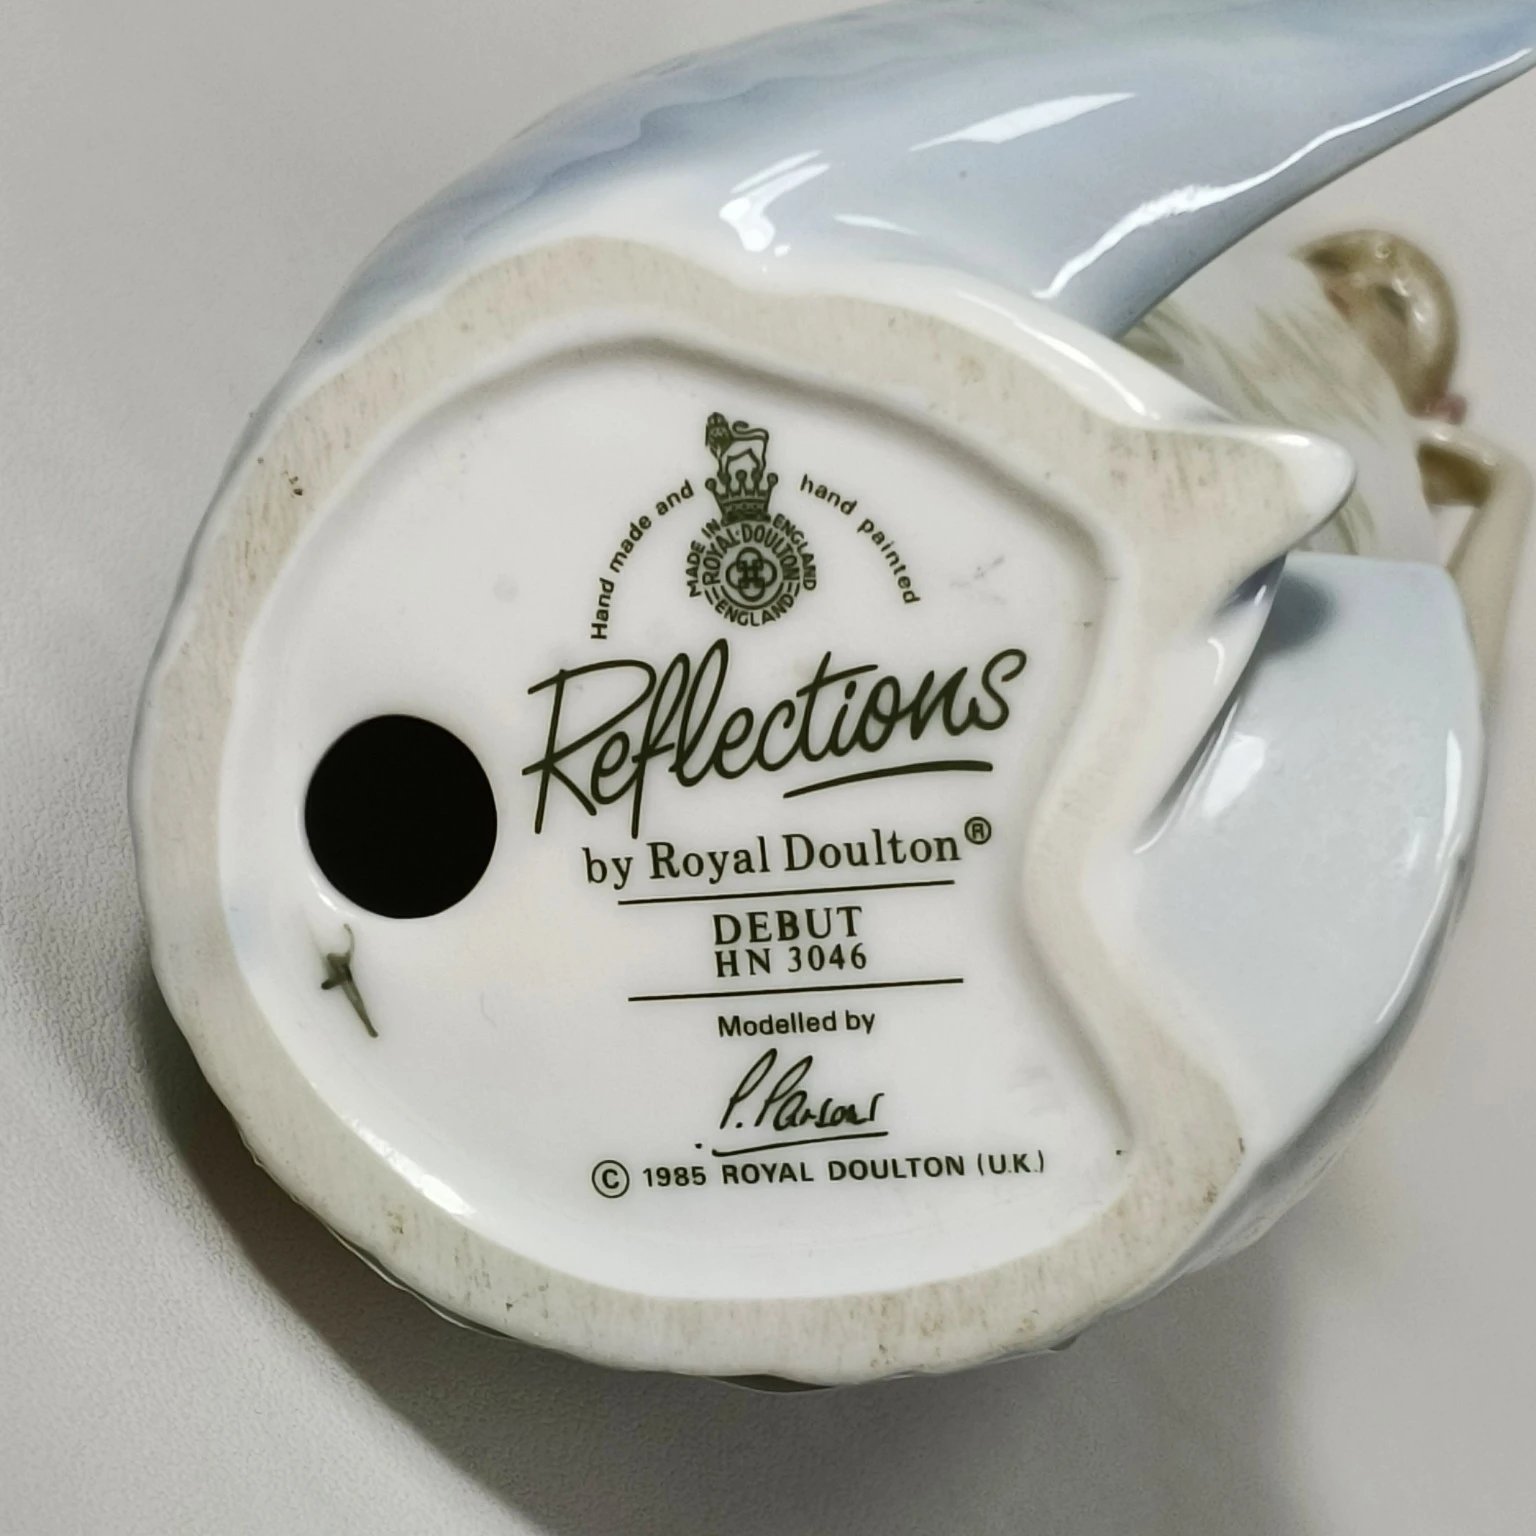 Hand made and hand painted
MADE IN ENGLAND
ROYAL·DOULTON
ENGLAND
Reflections
by Royal Doulton®
DEBUT
HN 3046
Modelled by
P. Parsons
© 1985 ROYAL DOULTON (U.K.)